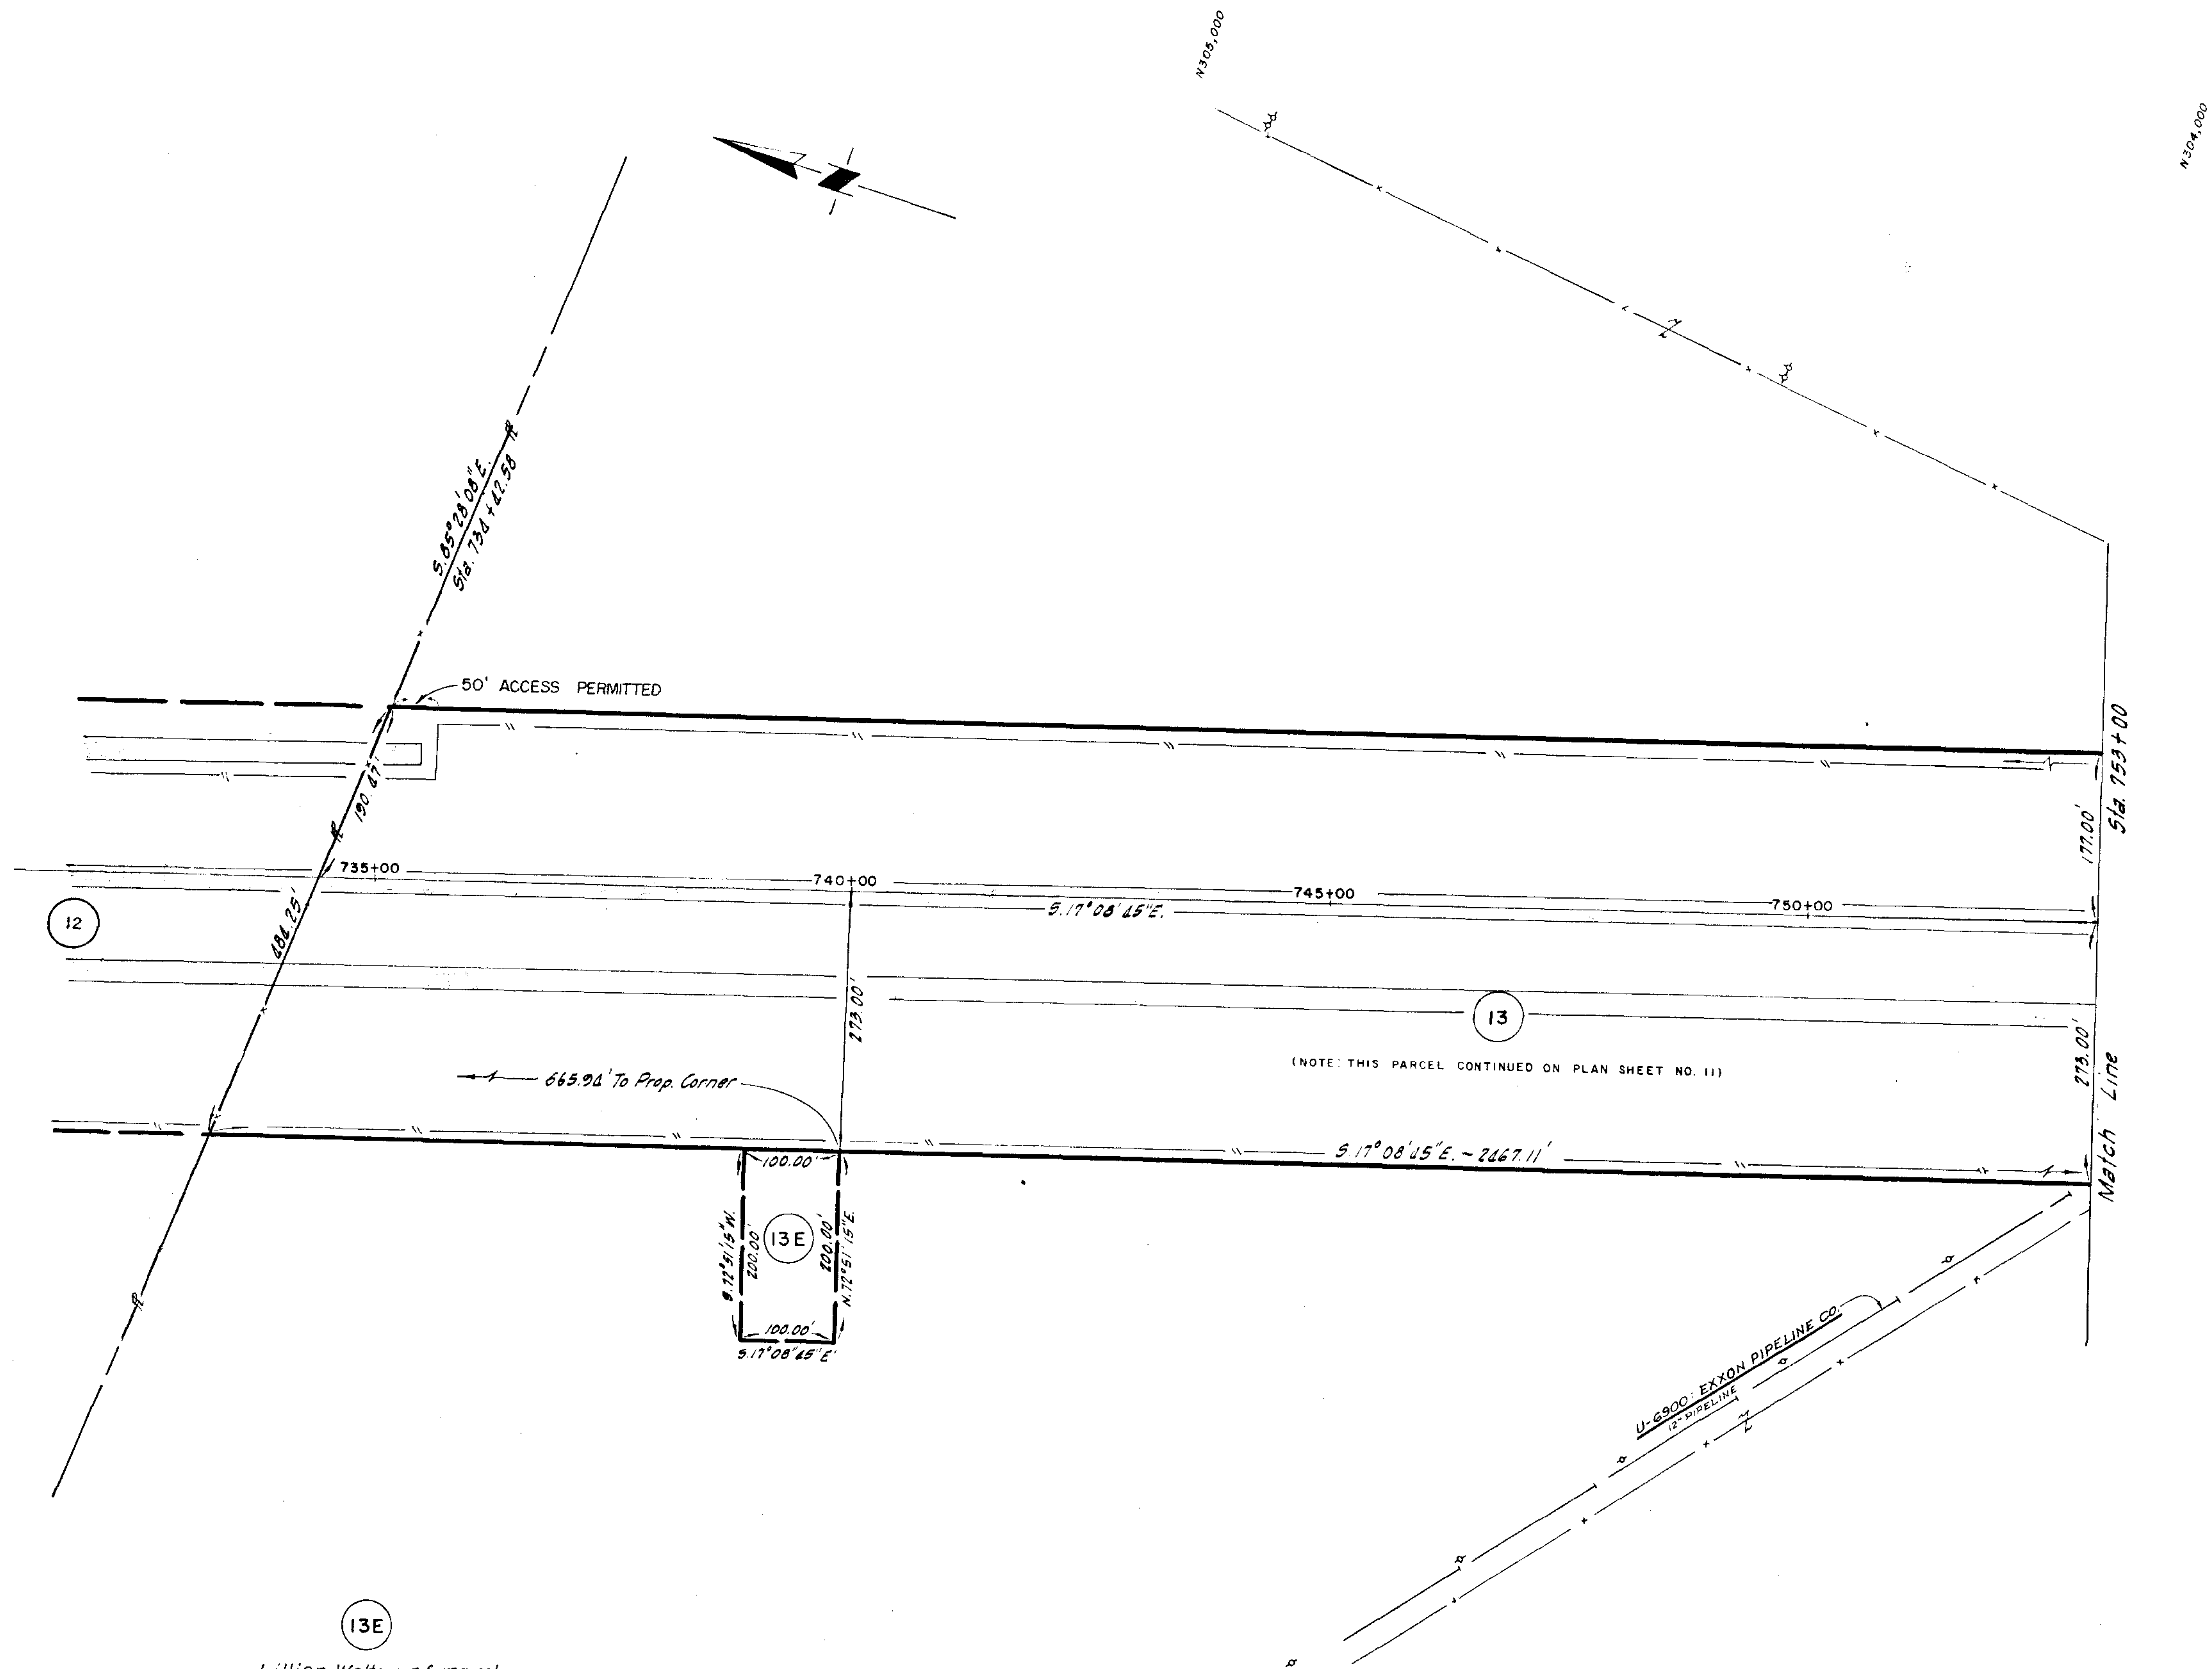 N305,000
N304,000
S.85°28'08"E.
Sta. 734+42.58
50' ACCESS PERMITTED
190.47'
Sta. 753+00
177.00'
735+00
740+00
745+00
750+00
S.17°08'45"E.
12
484.25'
273.00'
13
(NOTE: THIS PARCEL CONTINUED ON PLAN SHEET NO. 11)
273.00'
Match Line
665.94' To Prop. Corner
S.17°08'45"E. ~ 2467.11'
100.00'
S.72°51'15"W.
200.00'
13E
200.00'
N.72°51'15"E.
100.00'
S.17°08'45"E
U-6900: EXXON PIPELINE CO.
12" PIPELINE
13E